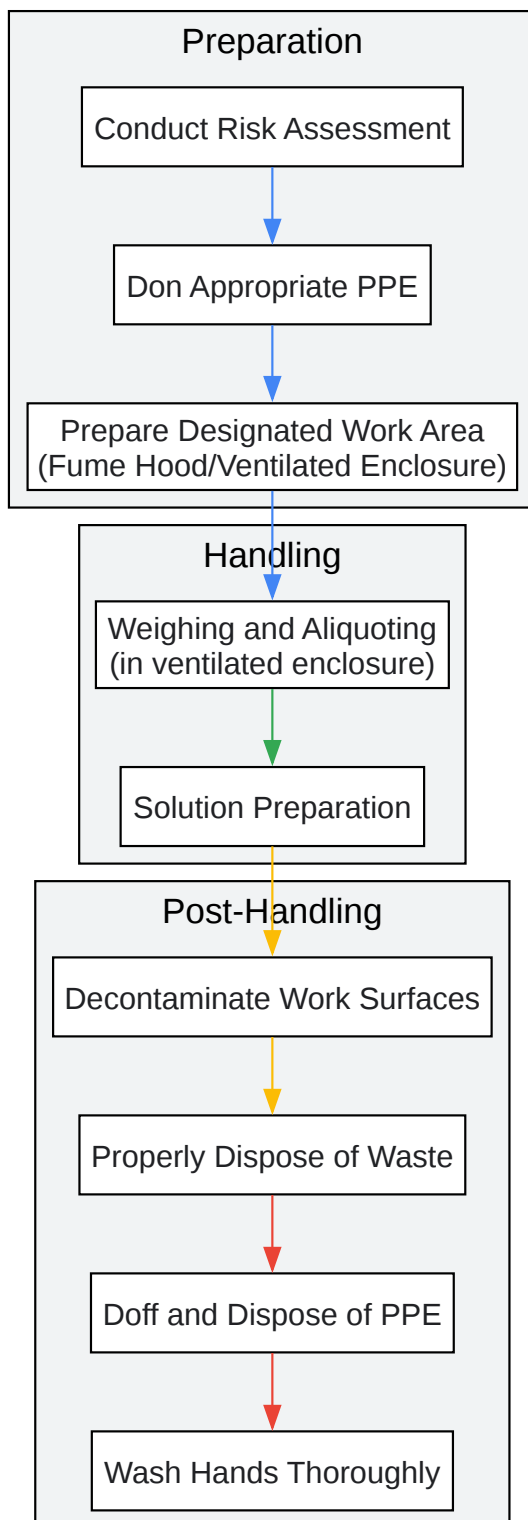 Preparation
Conduct Risk Assessment
Don Appropriate PPE
Prepare Designated Work Area
(Fume Hood/Ventilated Enclosure)
Handling
Weighing and Aliquoting
(in ventilated enclosure)
Solution Preparation
Post-Handling
Decontaminate Work Surfaces
Properly Dispose of Waste
Doff and Dispose of PPE
Wash Hands Thoroughly